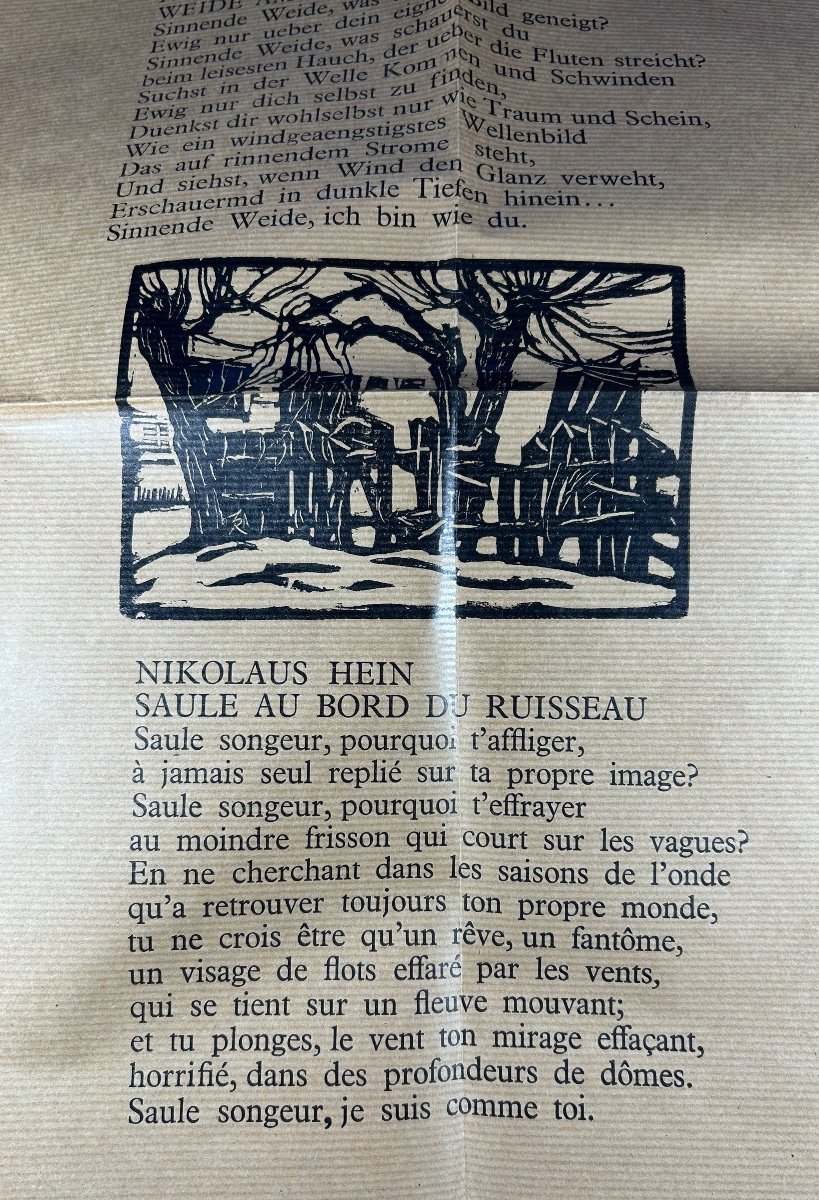 WEIDE
Sinnende Weide, was dein eigne Bild geneigt?
Ewig nur ueber
Sinnende Weide, was schauerst du
beim leisesten Hauch, der ueber die Fluten streicht?
Suchst in der Welle Kommen und Schwinden
Ewig nur dich selbst zu finden,
Duenkst dir wohlselbst nur wie Traum und Schein,
Wie ein windgeaengstigstes Wellenbild
Das auf rinnendem Strome steht,
Und siehst, wenn Wind den Glanz verweht,
Erschauermd in dunkle Tiefen hinein...
Sinnende Weide, ich bin wie du.
NIKOLAUS HEIN
SAULE AU BORD DU RUISSEAU
Saule songeur, pourquoi t'affliger,
à jamais seul replié sur ta propre image?
Saule songeur, pourquoi t'effrayer
au moindre frisson qui court sur les vagues?
En ne cherchant dans les saisons de l'onde
qu'a retrouver toujours ton propre monde,
tu ne crois être qu'un rêve, un fantôme,
un visage de flots effaré par les vents,
qui se tient sur un fleuve mouvant;
et tu plonges, le vent ton mirage effaçant,
horrifié, dans des profondeurs de dômes.
Saule songeur, je suis comme toi.